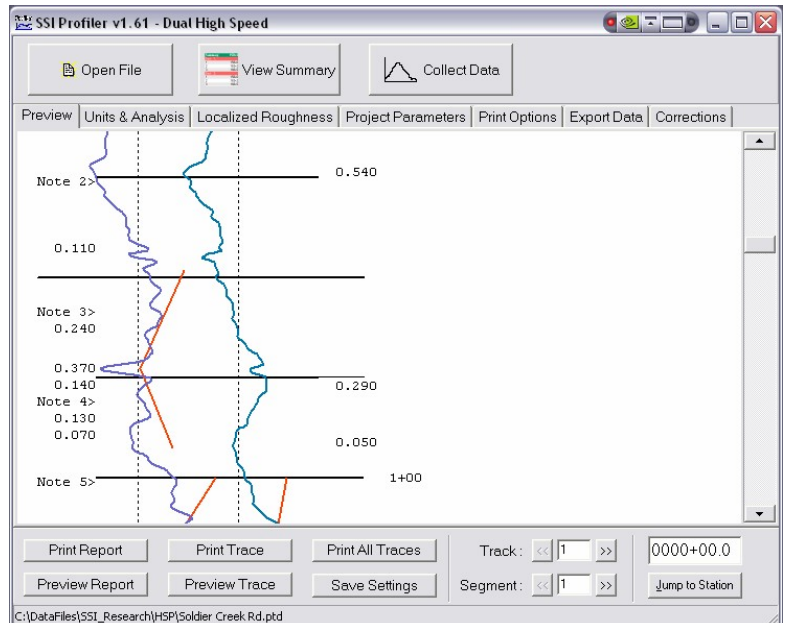 SSI Profiler v1.61 - Dual High Speed
Open File
View Summary
Collect Data
Preview
Units & Analysis
Localized Roughness
Project Parameters
Print Options
Export Data
Corrections
Note 2>
0.540
0.110
Note 3>
0.240
0.370
0.140
0.290
Note 4>
0.130
0.070
0.050
Note 5>
1+00
Print Report
Print Trace
Print All Traces
Track:
<<
1
>>
0000+00.0
Preview Report
Preview Trace
Save Settings
Segment:
<<
1
>>
Jump to Station
C:\DataFiles\SSI_Research\HSP\Soldier Creek Rd.ptd